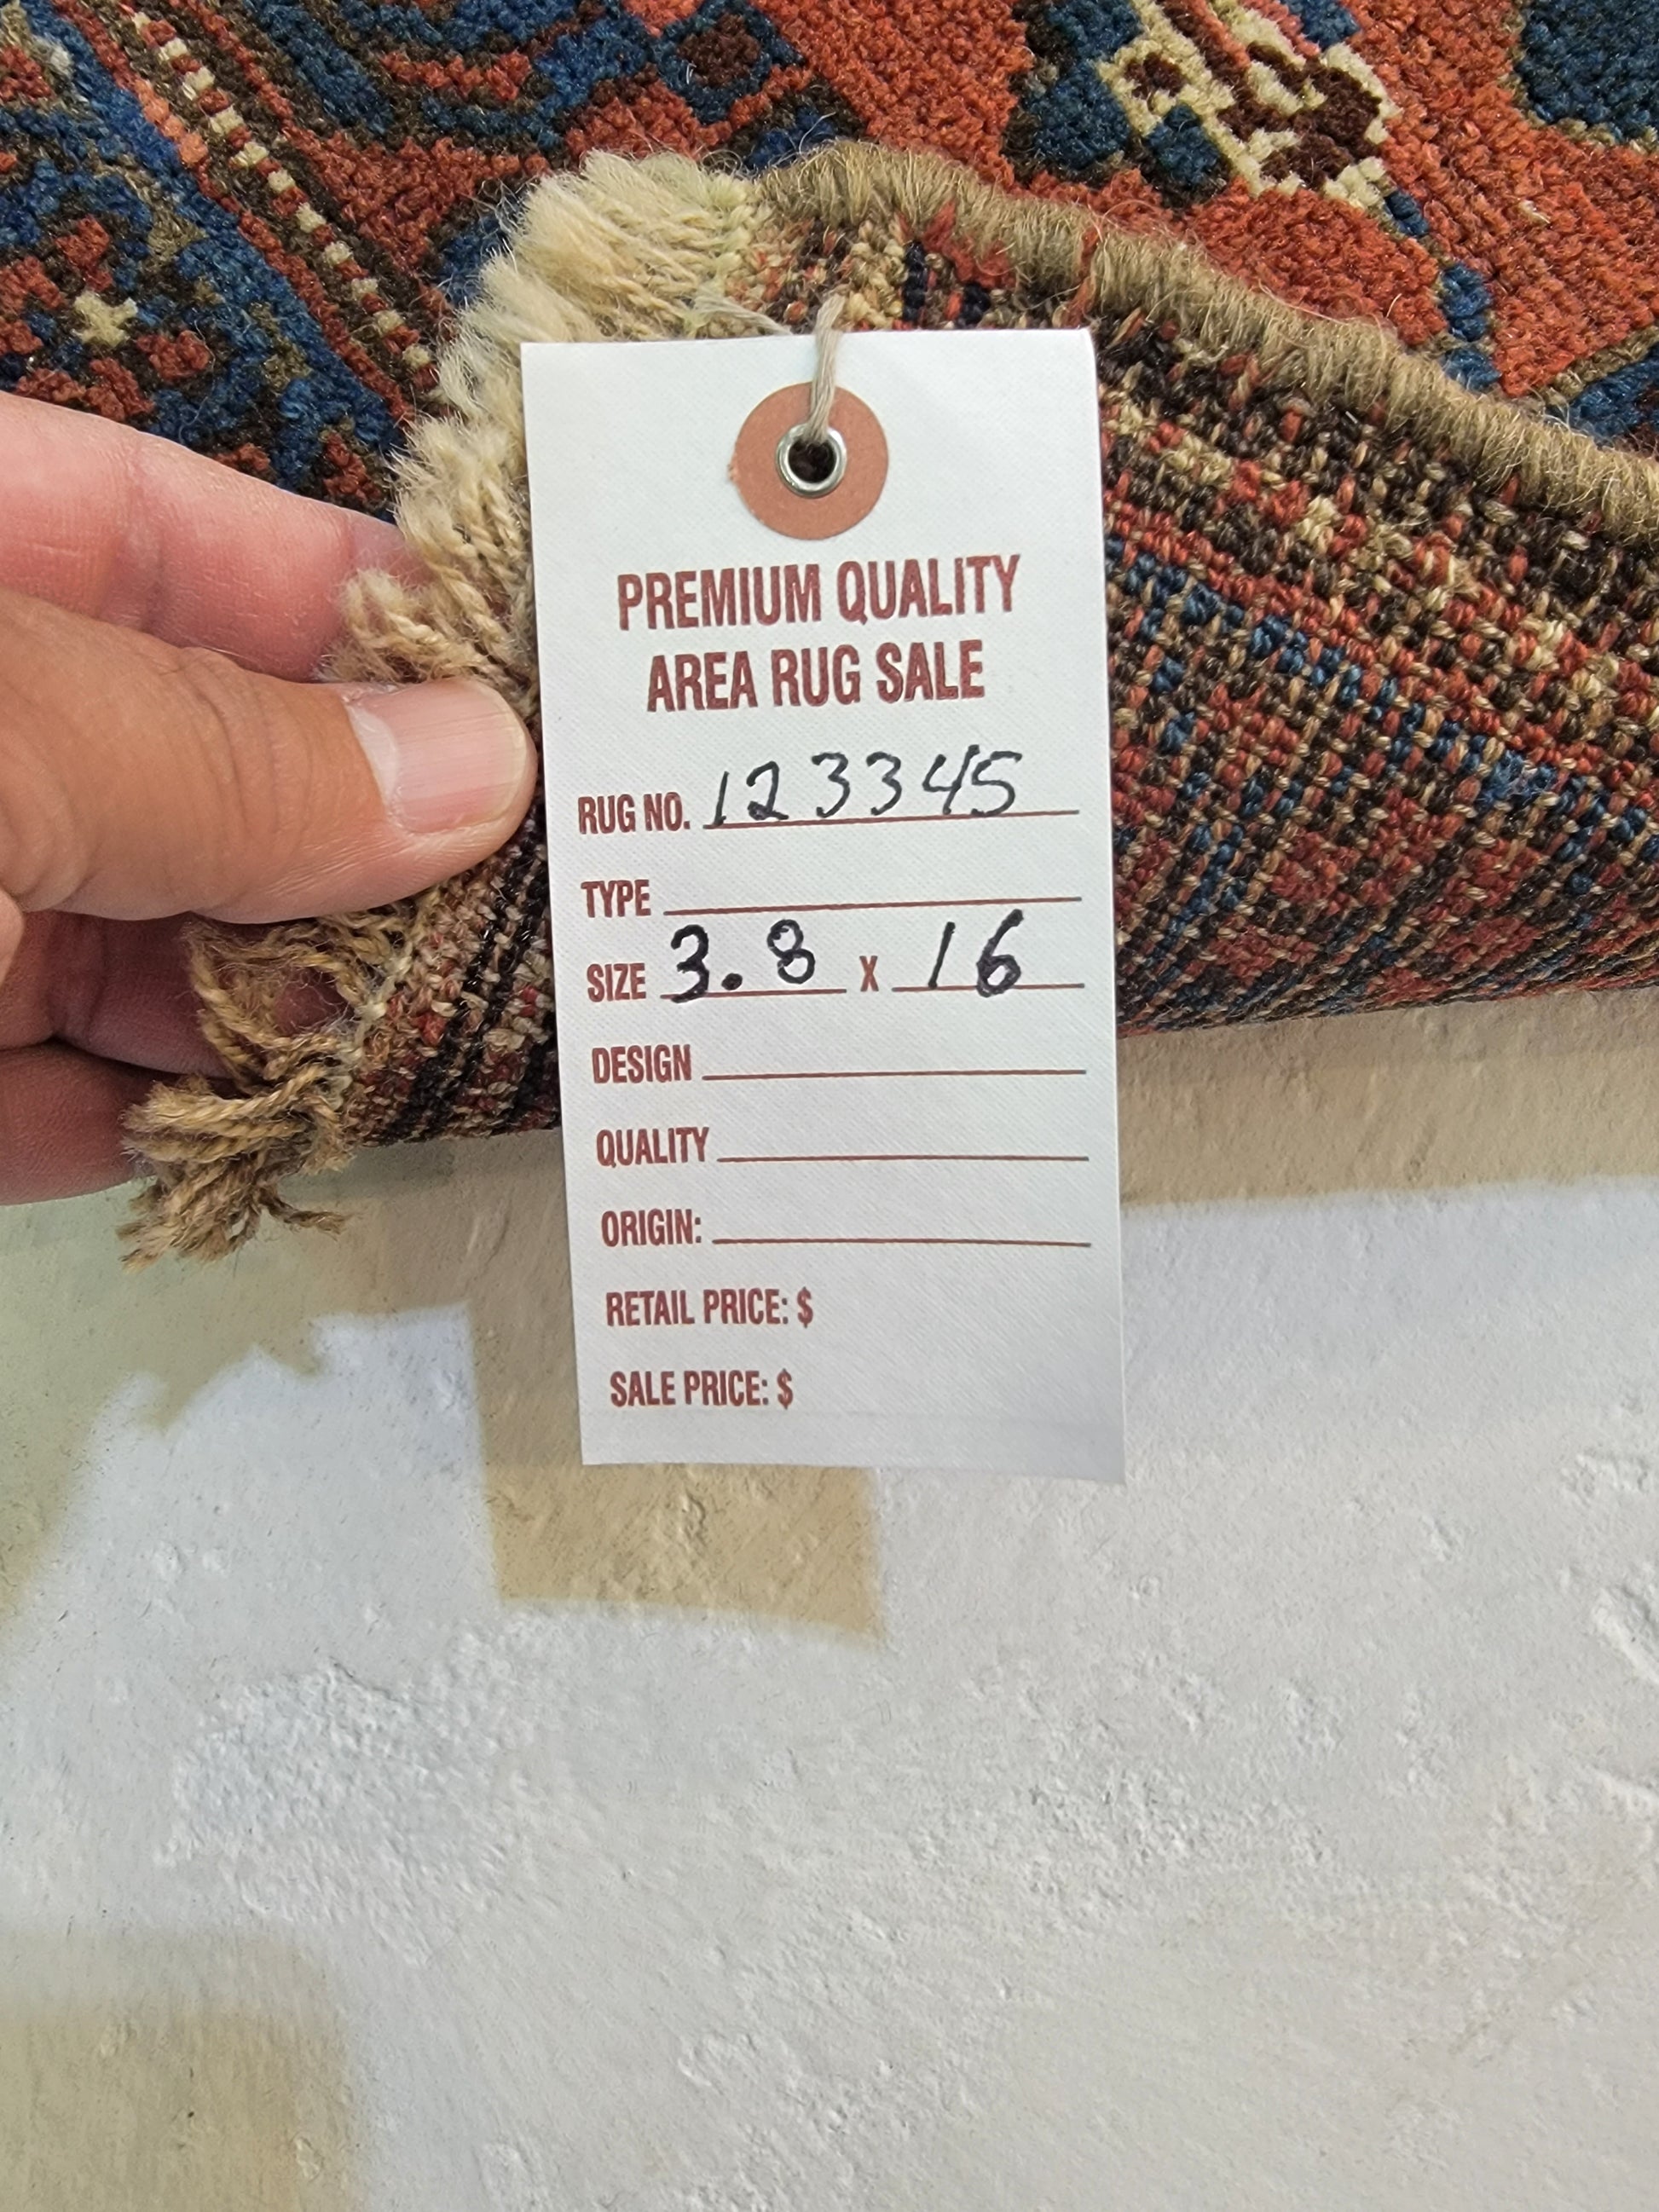 PREMIUM QUALITY
AREA RUG SALE
RUG NO. 123345
TYPE
SIZE 3.8 x 16
DESIGN
QUALITY
ORIGIN:
RETAIL PRICE: $
SALE PRICE: $